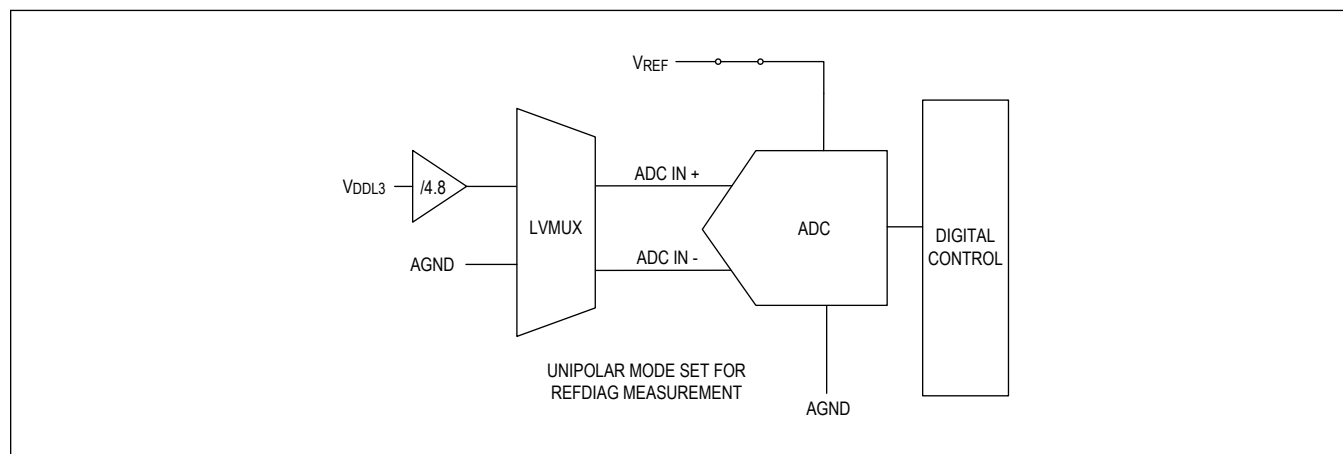 VREF
VDDL3
/4.8
ADC IN +
LVMUX
ADC
DIGITAL
CONTROL
AGND
ADC IN -
UNIPOLAR MODE SET FOR
REFDIAG MEASUREMENT
AGND